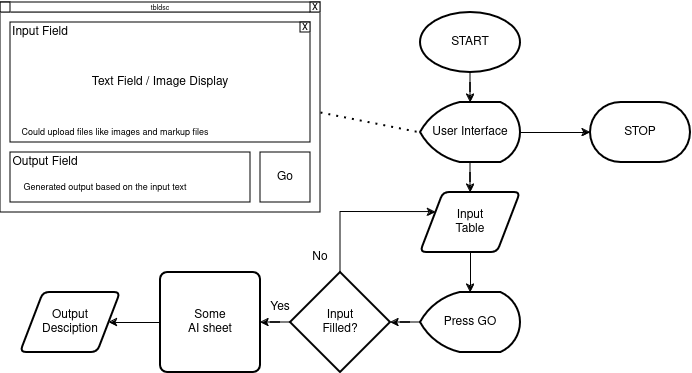 tbldsc
X
Input Field
X
Text Field / Image Display
Could upload files like images and markup files
Output Field
Generated output based on the input text
Go
START
User Interface
STOP
Input
Table
No
Press GO
Input
Filled?
Yes
Some
AI sheet
Output
Desciption